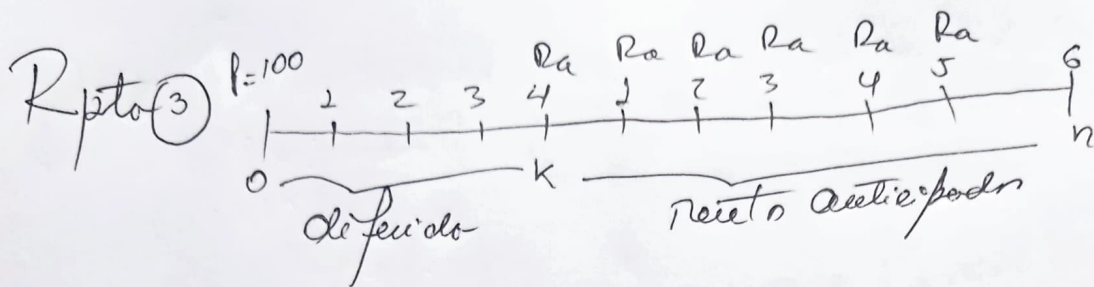 Rpta ③
P=100
Ra Ra Ra Ra Ra Ra
1 2 3 4 1 2 3 4 5 6
0 K n
diferido
Renta anticipada